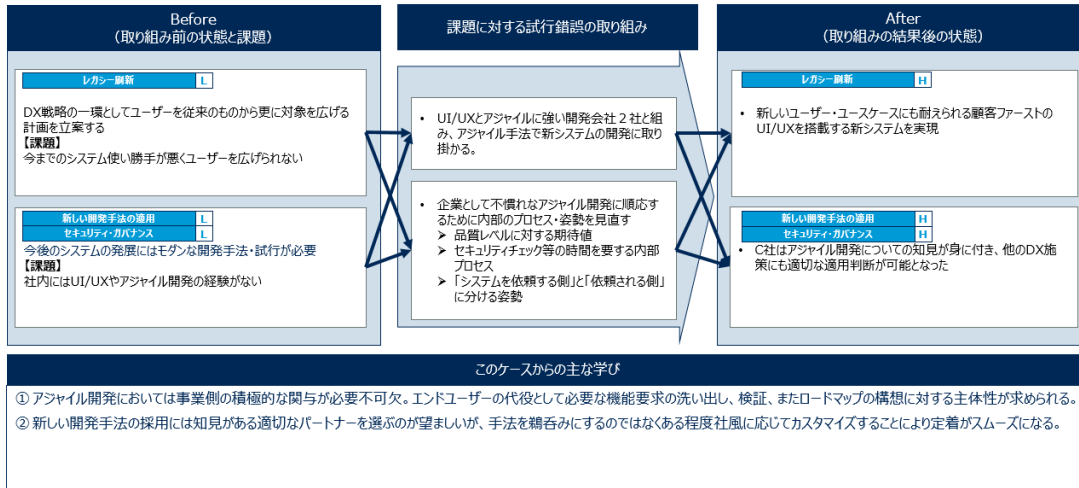 Before
（取り組み前の状態と課題）
レガシー刷新 L
DX戦略の一環としてユーザーを従来のものから更に対象を広げる
計画を立案する
【課題】
今までのシステム使い勝手が悪くユーザーを広げられない
新しい開発手法の適用 L
セキュリティ・ガバナンス L
今後のシステムの発展にはモダンな開発手法・試行が必要
【課題】
社内にはUI/UXやアジャイル開発の経験がない
課題に対する試行錯誤の取り組み
• UI/UXとアジャイルに強い開発会社２社と組
み、アジャイル手法で新システムの開発に取り
掛かる。
• 企業として不慣れなアジャイル開発に順応す
るために内部のプロセス・姿勢を見直す
➢ 品質レベルに対する期待値
➢ セキュリティチェック等の時間を要する内部
プロセス
➢ 「システムを依頼する側」と「依頼される側」
に分ける姿勢
After
（取り組みの結果後の状態）
レガシー刷新 H
• 新しいユーザー・ユースケースにも耐えられる顧客ファーストの
UI/UXを搭載する新システムを実現
新しい開発手法の適用 H
セキュリティ・ガバナンス H
• C社はアジャイル開発についての知見が身に付き、他のDX施
策にも適切な適用判断が可能となった
このケースからの主な学び
① アジャイル開発においては事業側の積極的な関与が必要不可欠。エンドユーザーの代役として必要な機能要求の洗い出し、検証、またロードマップの構想に対する主体性が求められる。
② 新しい開発手法の採用には知見がある適切なパートナーを選ぶのが望ましいが、手法を鵜呑みにするのではなくある程度社風に応じてカスタマイズすることにより定着がスムーズになる。